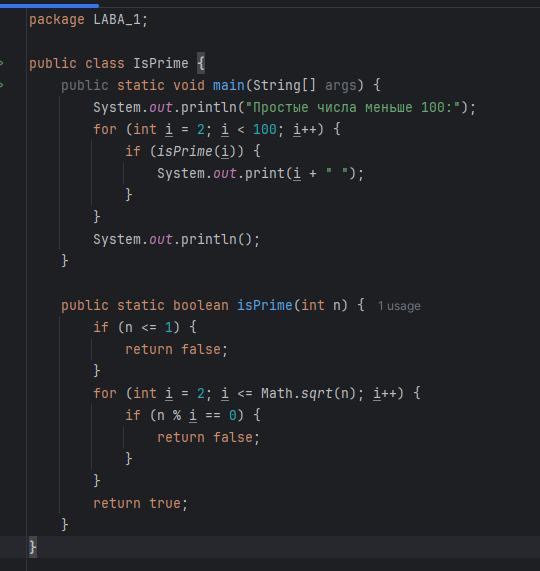 package LABA_1;
public class IsPrime {
    public static void main(String[] args) {
        System.out.println("Простые числа меньше 100:");
        for (int i = 2; i < 100; i++) {
            if (isPrime(i)) {
                System.out.print(i + " ");
            }
        }
        System.out.println();
    }
    public static boolean isPrime(int n) { 1 usage
        if (n <= 1) {
            return false;
        }
        for (int i = 2; i <= Math.sqrt(n); i++) {
            if (n % i == 0) {
                return false;
            }
        }
        return true;
    }
}